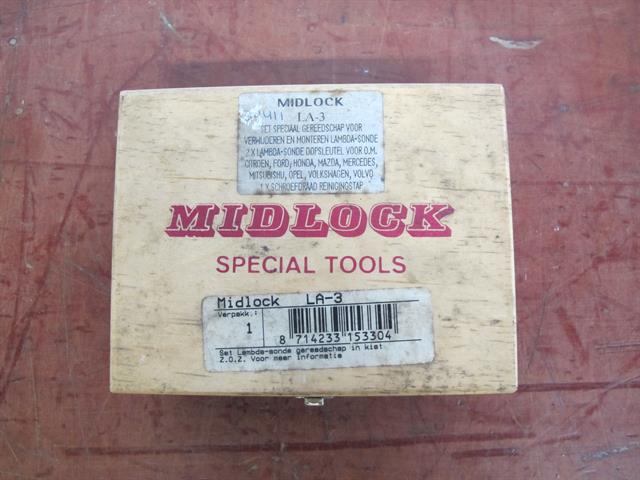 MIDLOCK
LA-3
SET SPECIAAL GEREEDSCHAP VOOR
VERWIJDEREN EN MONTEREN LAMBDA-SONDE
2 X LAMBDA-SONDE DOPSLEUTEL VOOR O.M.
CITROEN, FORD, HONDA, MAZDA, MERCEDES,
MITSUBISHU, OPEL, VOLKSWAGEN, VOLVO
1 X SCHROEFDRAAD REINIGINGSTAP
MIDLOCK
SPECIAL TOOLS
Midlock LA-3
Verpakk.:
1
8 714233 153304
Set Lambda-sonde gereedschap in kist
Z.O.Z. Voor meer informatie